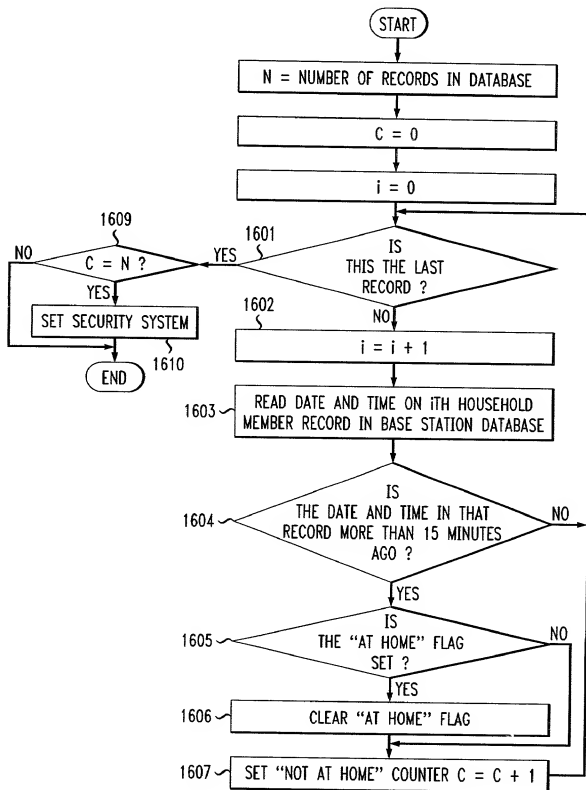 START
N = NUMBER OF RECORDS IN DATABASE
C = 0
i = 0
1609
1601
NO
C = N ?
YES
IS
THIS THE LAST
RECORD ?
YES
NO
SET SECURITY SYSTEM
1610
END
1602
i = i + 1
1603
READ DATE AND TIME ON iTH HOUSEHOLD
MEMBER RECORD IN BASE STATION DATABASE
1604
IS
THE DATE AND TIME IN THAT
RECORD MORE THAN 15 MINUTES
AGO ?
NO
YES
1605
IS
THE "AT HOME" FLAG
SET ?
NO
YES
1606
CLEAR "AT HOME" FLAG
1607
SET "NOT AT HOME" COUNTER C = C + 1